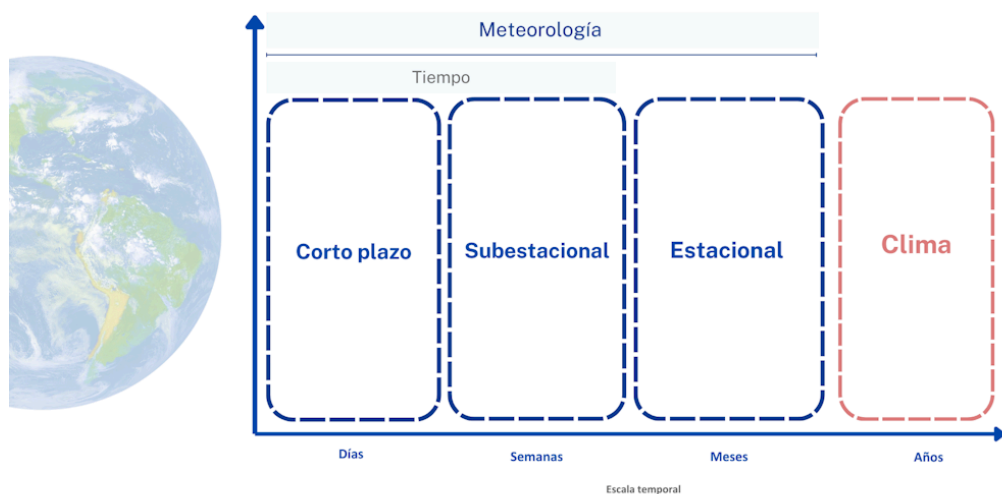 Meteorología
Tiempo
Corto plazo
Subestacional
Estacional
Clima
Días
Semanas
Meses
Años
Escala temporal